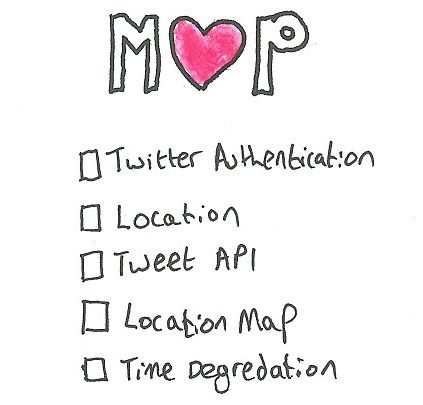 M♥P
Twitter Authentication
Location
Tweet API
Location Map
Time Degredation